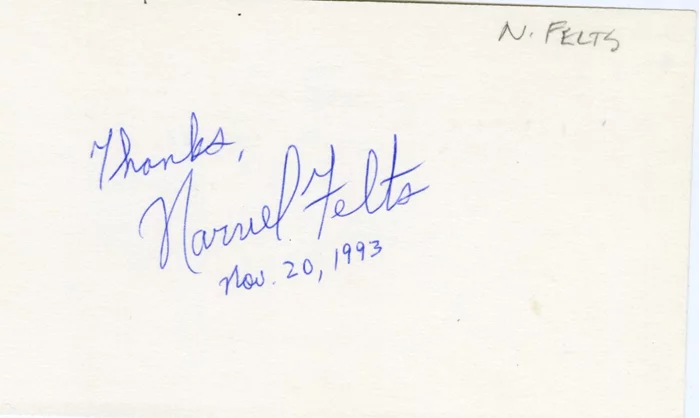 N. FELTS
Thanks,
Narvel Felts
Nov. 20, 1993